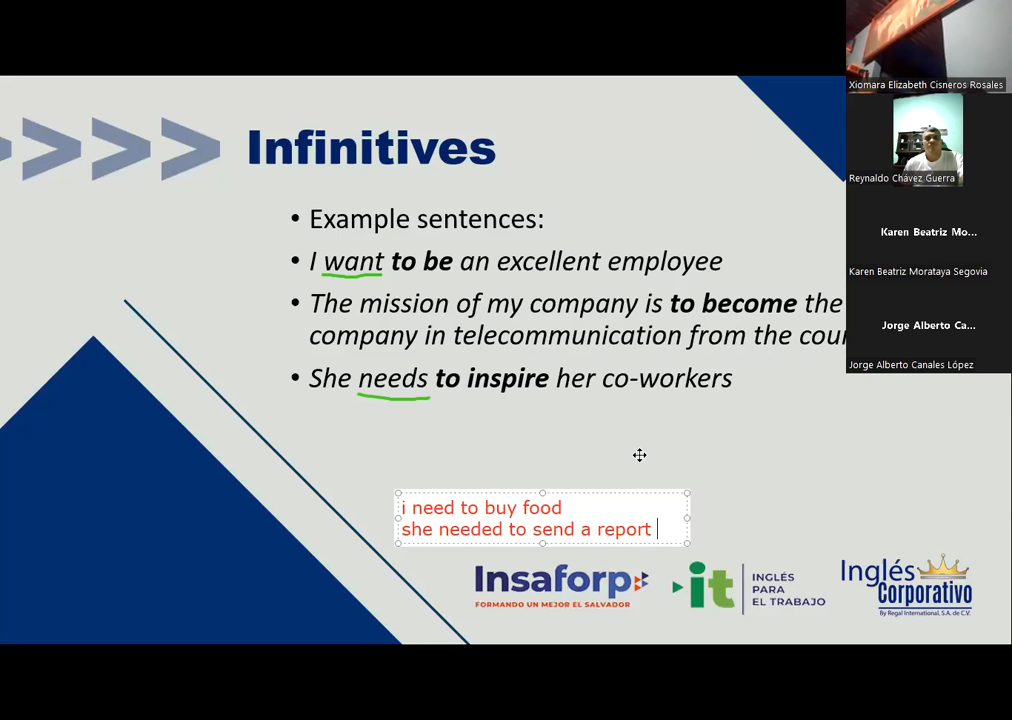 Infinitives
• Example sentences:
• I want to be an excellent employee
• The mission of my company is to become the
company in telecommunication from the cour
• She needs to inspire her co-workers
i need to buy food
she needed to send a report
Insaforp
FORMANDO UN MEJOR EL SALVADOR
it
INGLÉS
PARA
EL TRABAJO
Inglés
Corporativo
By Regal International, S.A. de C.V.
Xiomara Elizabeth Cisneros Rosales
Reynaldo Chávez Guerra
Karen Beatriz Mo...
Karen Beatriz Morataya Segovia
Jorge Alberto Ca...
Jorge Alberto Canales López